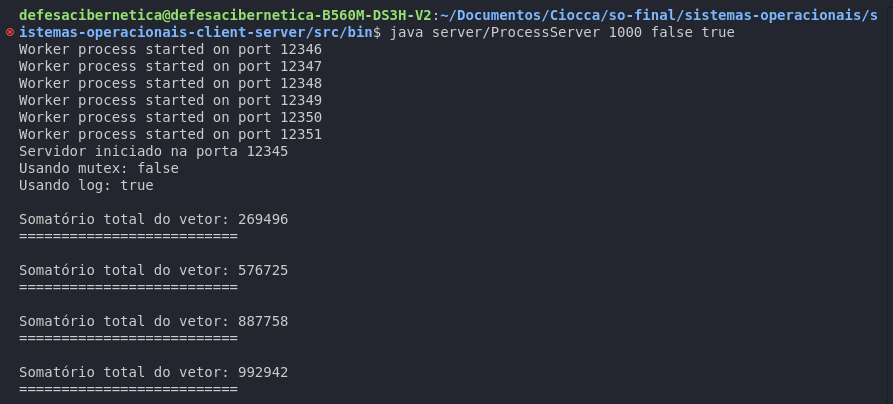 defesacibernetica@defesacibernetica-B560M-DS3H-V2:~/Documentos/Ciocca/so-final/sistemas-operacionais/s
istemas-operacionais-client-server/src/bin$ java server/ProcessServer 1000 false true
Worker process started on port 12346
Worker process started on port 12347
Worker process started on port 12348
Worker process started on port 12349
Worker process started on port 12350
Worker process started on port 12351
Servidor iniciado na porta 12345
Usando mutex: false
Usando log: true

Somatório total do vetor: 269496
==========================

Somatório total do vetor: 576725
==========================

Somatório total do vetor: 887758
==========================

Somatório total do vetor: 992942
==========================